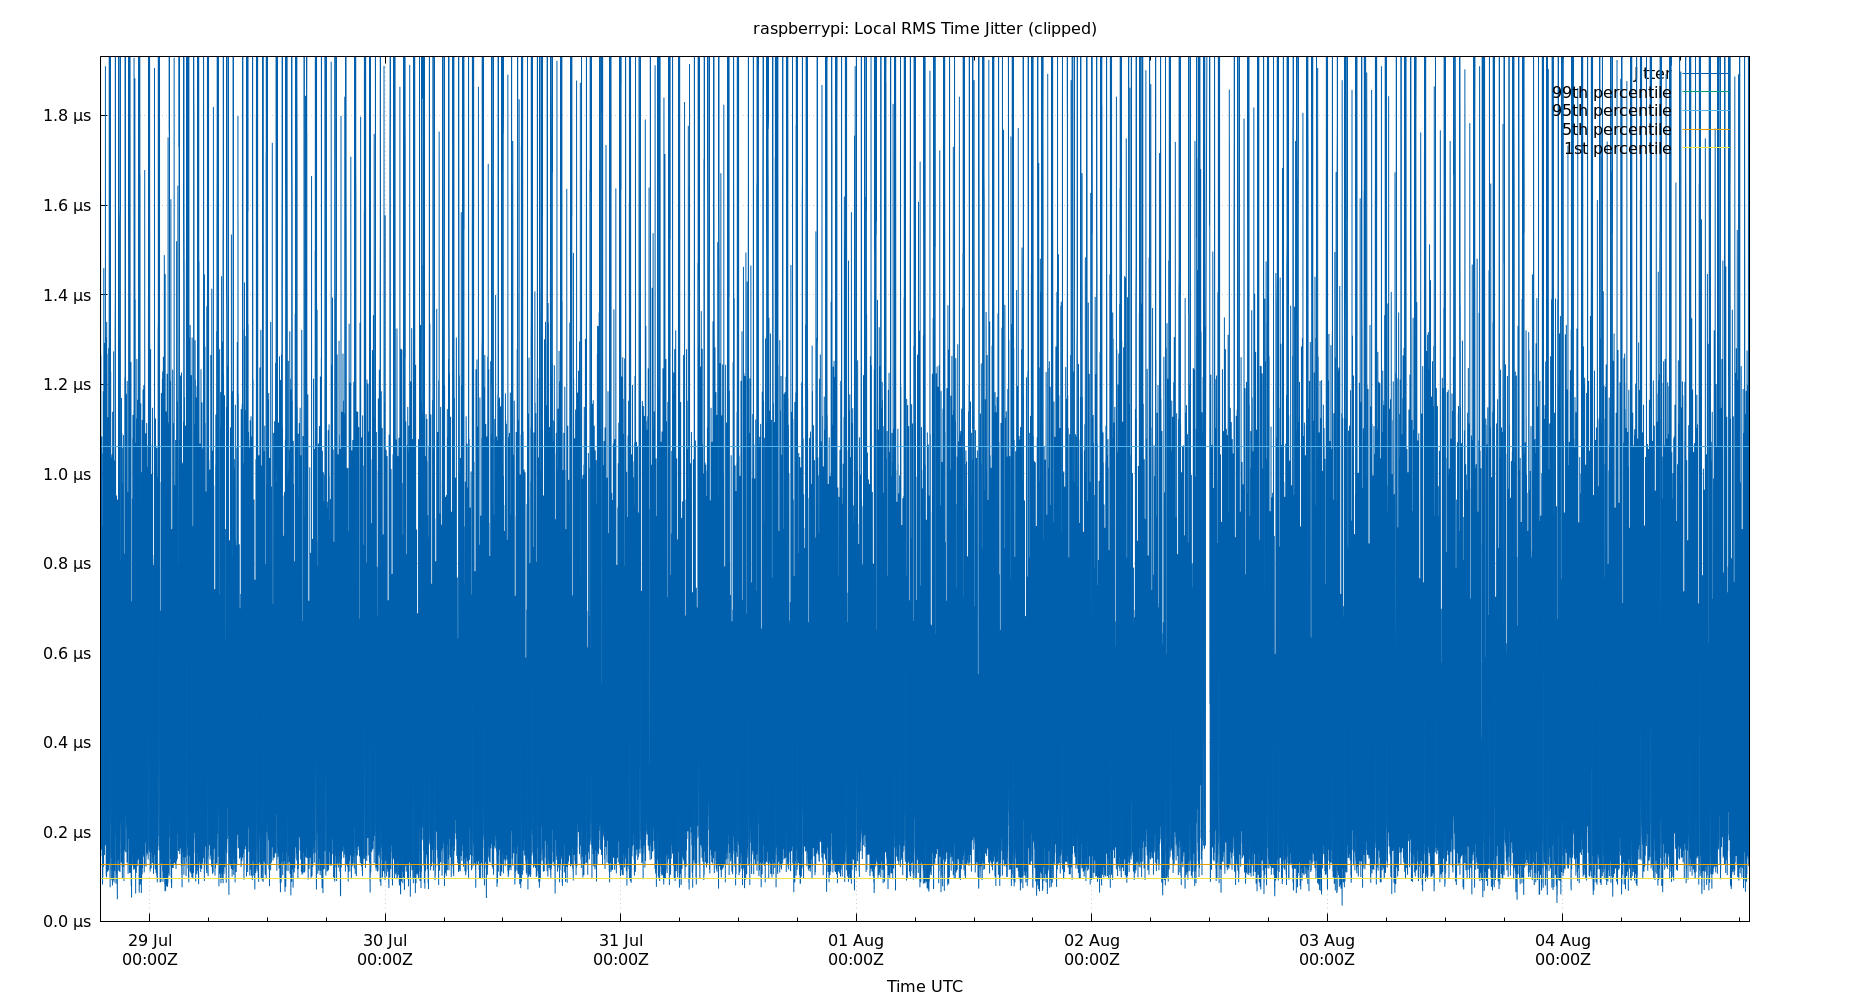 raspberrypi: Local RMS Time Jitter (clipped)
jitter
99th percentile
95th percentile
5th percentile
1st percentile
1.8 µs
1.6 µs
1.4 µs
1.2 µs
1.0 µs
0.8 µs
0.6 µs
0.4 µs
0.2 µs
0.0 µs
29 Jul 30 Jul 31 Jul 01 Aug 02 Aug 03 Aug 04 Aug
00:00Z 00:00Z 00:00Z 00:00Z 00:00Z 00:00Z 00:00Z
Time UTC